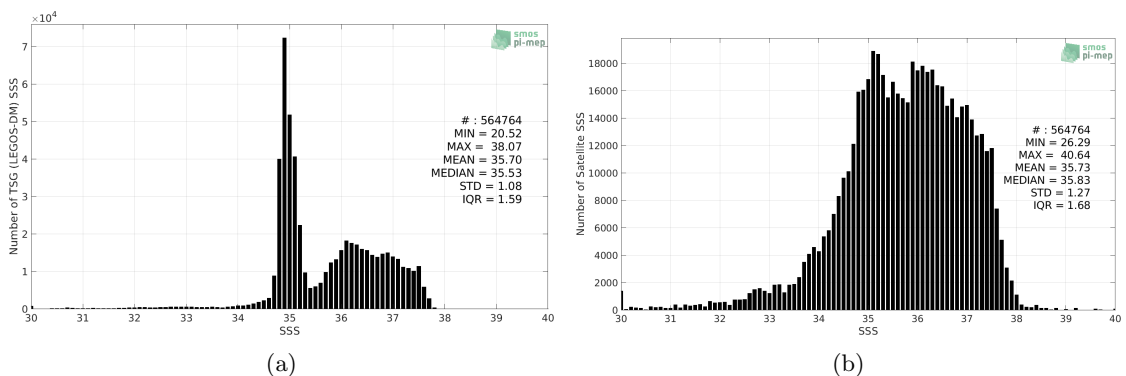 ×10⁴
smos
pi-mep
Number of TSG (LEGOS-DM) SSS
7
6
5
4
3
2
1
0
# : 564764
MIN = 20.52
MAX = 38.07
MEAN = 35.70
MEDIAN = 35.53
STD = 1.08
IQR = 1.59
30 31 32 33 34 35 36 37 38 39 40
SSS
(a)
smos
pi-mep
Number of Satellite SSS
18000
16000
14000
12000
10000
8000
6000
4000
2000
0
# : 564764
MIN = 26.29
MAX = 40.64
MEAN = 35.73
MEDIAN = 35.83
STD = 1.27
IQR = 1.68
30 31 32 33 34 35 36 37 38 39 40
SSS
(b)